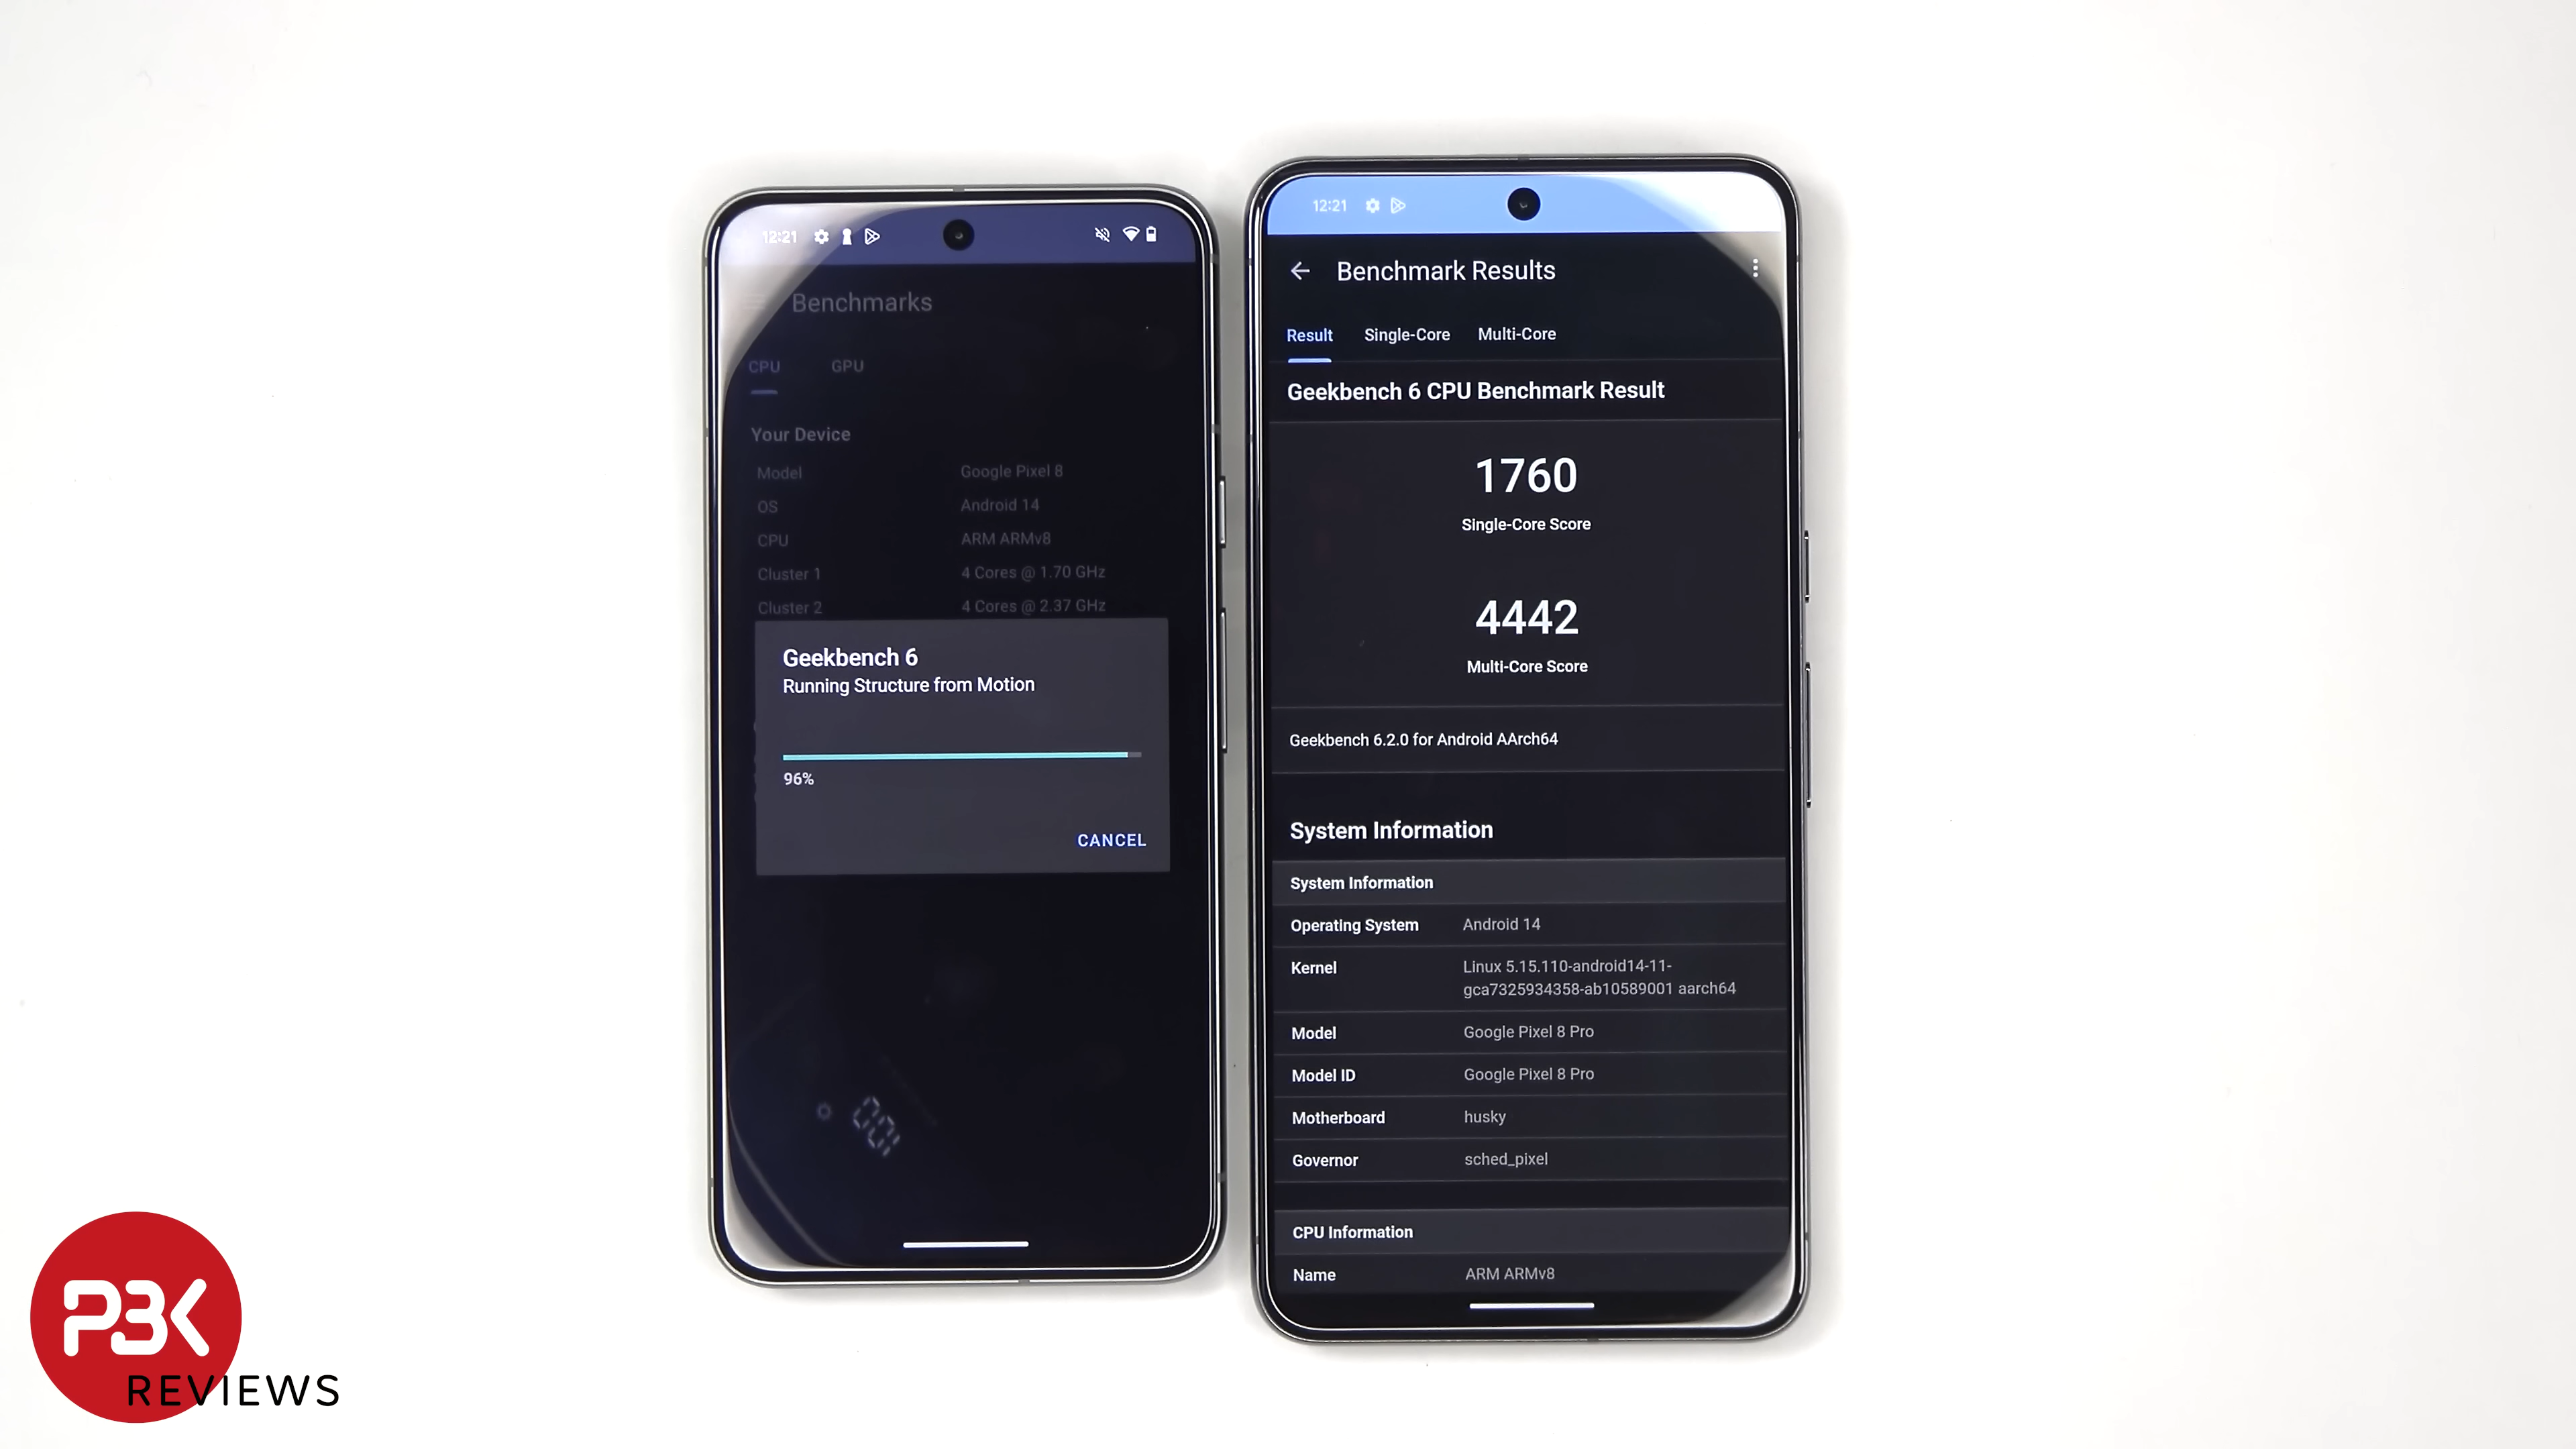 12:21
Benchmarks
CPU GPU
Your Device
Model Google Pixel 8
OS Android 14
CPU ARM ARMv8
Cluster 1 4 Cores @ 1.70 GHz
Cluster 2 4 Cores @ 2.37 GHz
Geekbench 6
Running Structure from Motion
96%
CANCEL
12:21
Benchmark Results
Result Single-Core Multi-Core
Geekbench 6 CPU Benchmark Result
1760
Single-Core Score
4442
Multi-Core Score
Geekbench 6.2.0 for Android AArch64
System Information
System Information
Operating System Android 14
Kernel Linux 5.15.110-android14-11-
gca7325934358-ab10589001 aarch64
Model Google Pixel 8 Pro
Model ID Google Pixel 8 Pro
Motherboard husky
Governor sched_pixel
CPU Information
Name ARM ARMv8
PBK
REVIEWS